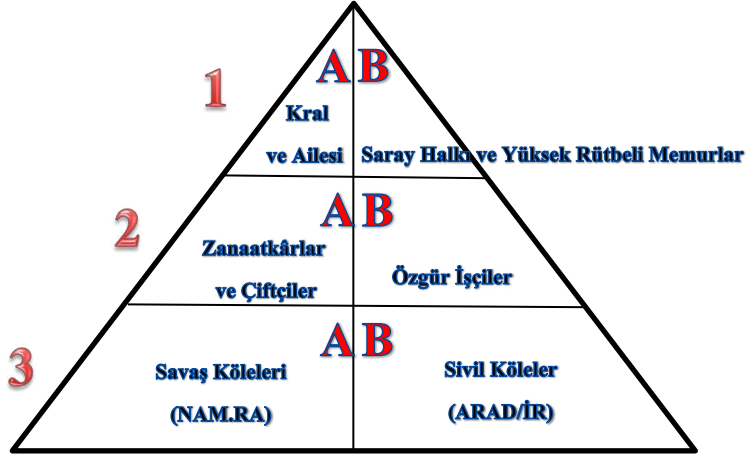 1
A B
Kral
ve Ailesi
Saray Halkı ve Yüksek Rütbeli Memurlar
2
A B
Zanaatkârlar
ve Çiftçiler
Özgür İşçiler
3
A B
Savaş Köleleri
(NAM.RA)
Sivil Köleler
(ARAD/İR)